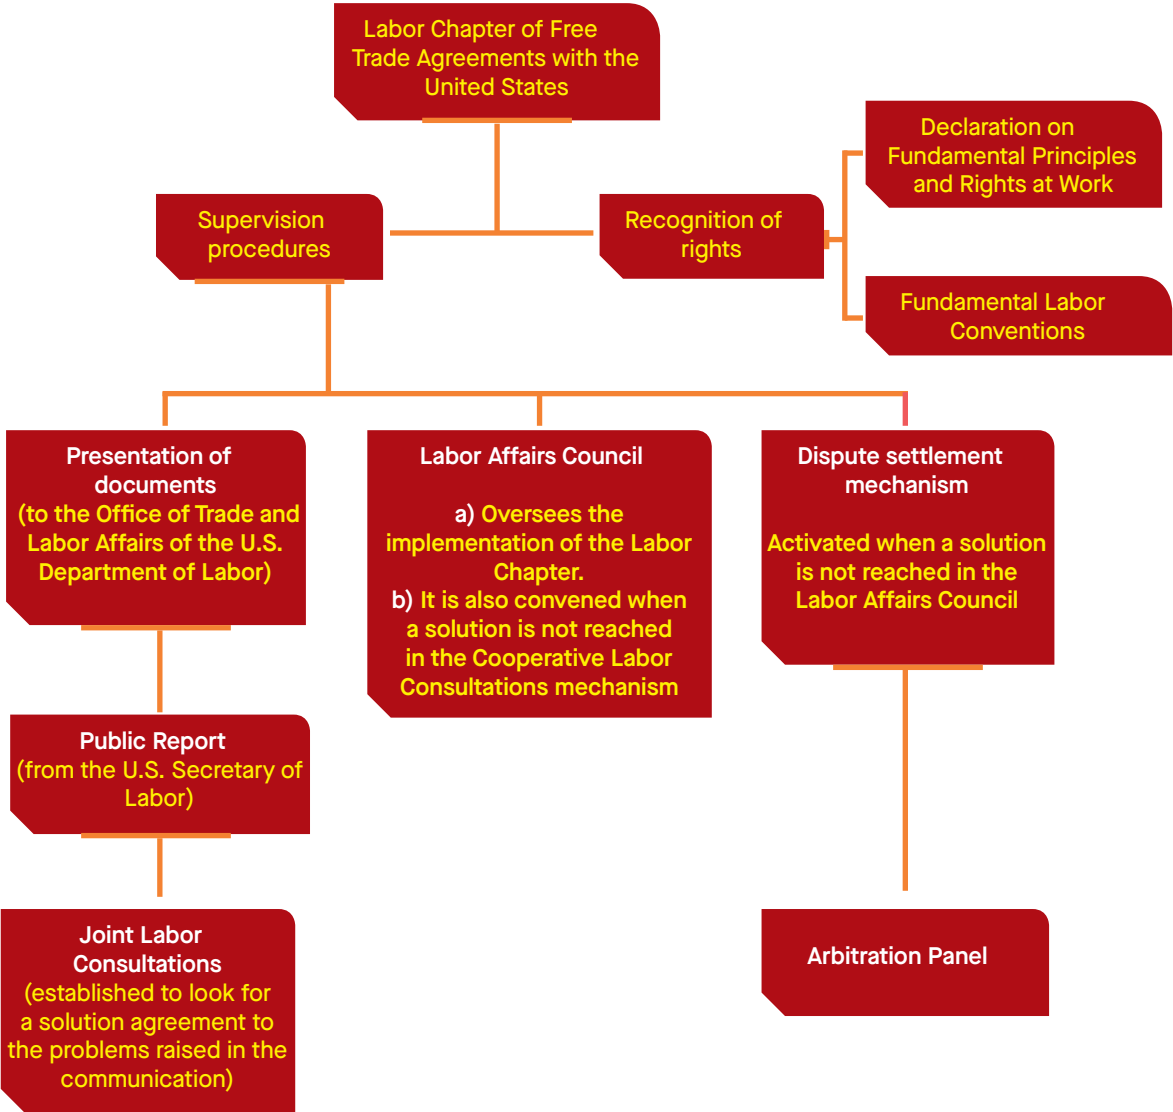 Labor Chapter of Free
Trade Agreements with the
United States
Declaration on
Fundamental Principles
and Rights at Work
Supervision
procedures
Recognition of
rights
Fundamental Labor
Conventions
Presentation of
documents
(to the Office of Trade and
Labor Affairs of the U.S.
Department of Labor)
Labor Affairs Council
a) Oversees the
implementation of the Labor
Chapter.
b) It is also convened when
a solution is not reached
in the Cooperative Labor
Consultations mechanism
Dispute settlement
mechanism
Activated when a solution
is not reached in the
Labor Affairs Council
Public Report
(from the U.S. Secretary of
Labor)
Joint Labor
Consultations
(established to look for
a solution agreement to
the problems raised in the
communication)
Arbitration Panel